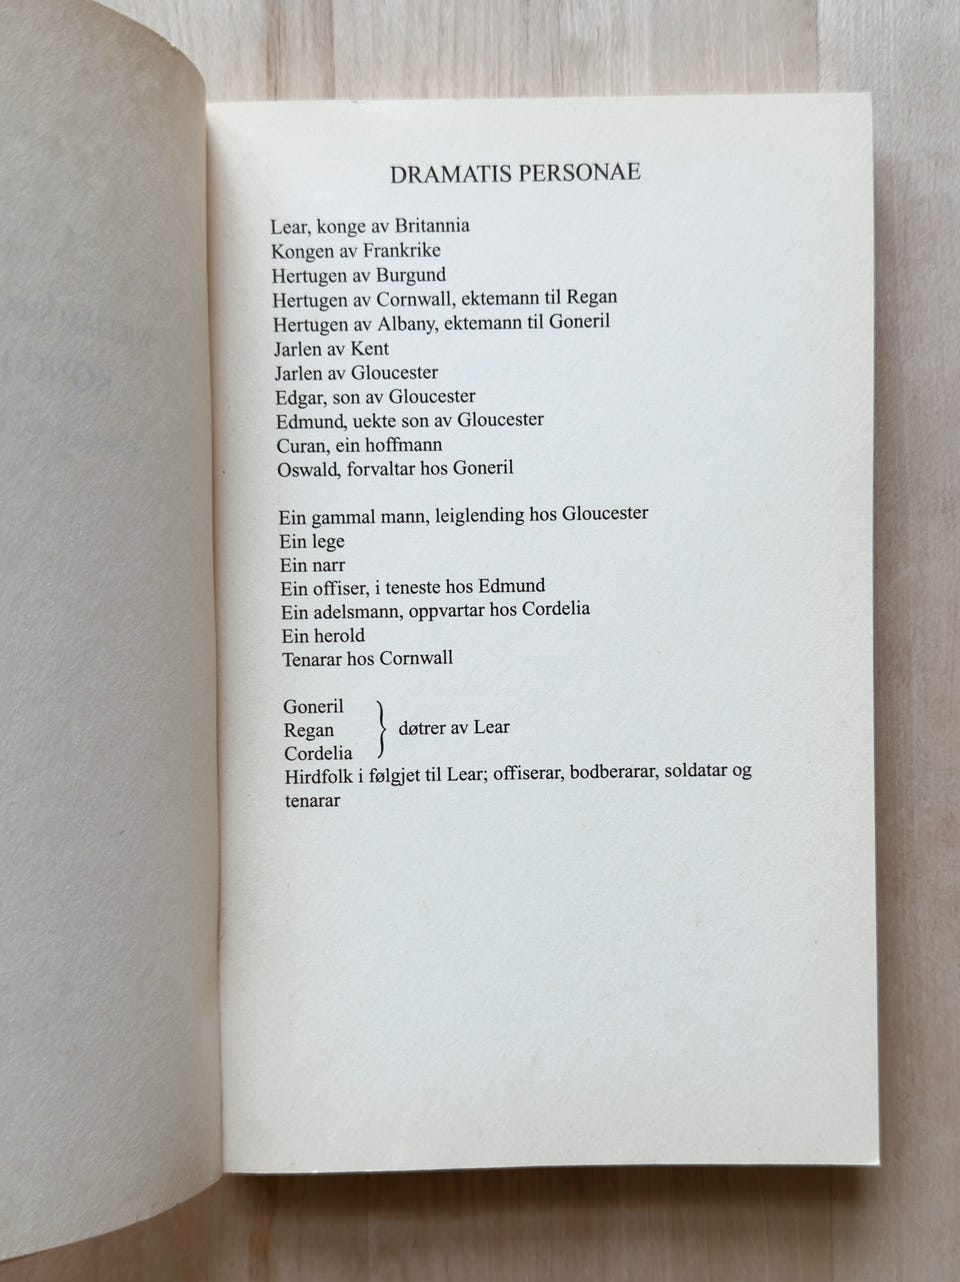 DRAMATIS PERSONAE
Lear, konge av Britannia
Kongen av Frankrike
Hertugen av Burgund
Hertugen av Cornwall, ektemann til Regan
Hertugen av Albany, ektemann til Goneril
Jarlen av Kent
Jarlen av Gloucester
Edgar, son av Gloucester
Edmund, uekte son av Gloucester
Curan, ein hoffmann
Oswald, forvaltar hos Goneril
Ein gammal mann, leiglending hos Gloucester
Ein lege
Ein narr
Ein offiser, i teneste hos Edmund
Ein adelsmann, oppvartar hos Cordelia
Ein herold
Tenarar hos Cornwall
Goneril
Regan } døtrer av Lear
Cordelia
Hirdfolk i følgjet til Lear; offiserar, bodberarar, soldatar og
tenarar